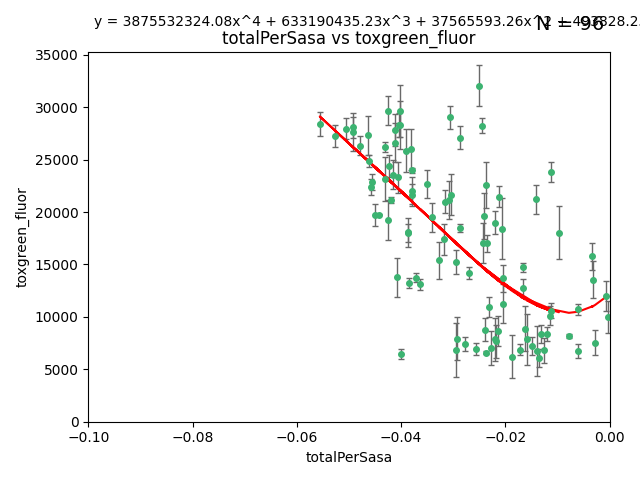 y = 3875532324.08x^4 + 633190435.23x^3 + 37565593.26x^2 +
N = 96
totalPerSasa vs toxgreen_fluor
35000
30000
25000
20000
15000
10000
5000
0
toxgreen_fluor
−0.10
−0.08
−0.06
−0.04
−0.02
0.00
totalPerSasa